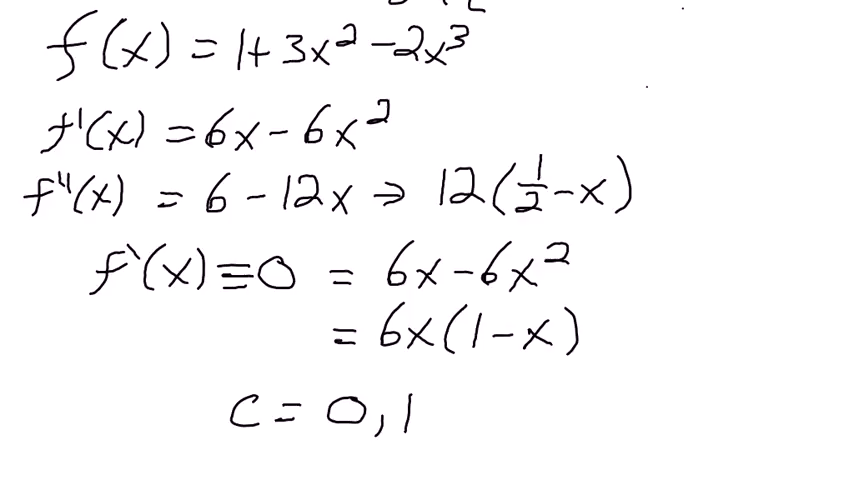 f(x) = 1+3x² -2x³
f'(x) = 6x - 6x²
f''(x) = 6 - 12x → 12(1/2 - x)
f'(x) ≡ 0 = 6x - 6x²
= 6x(1 - x)
c = 0, 1